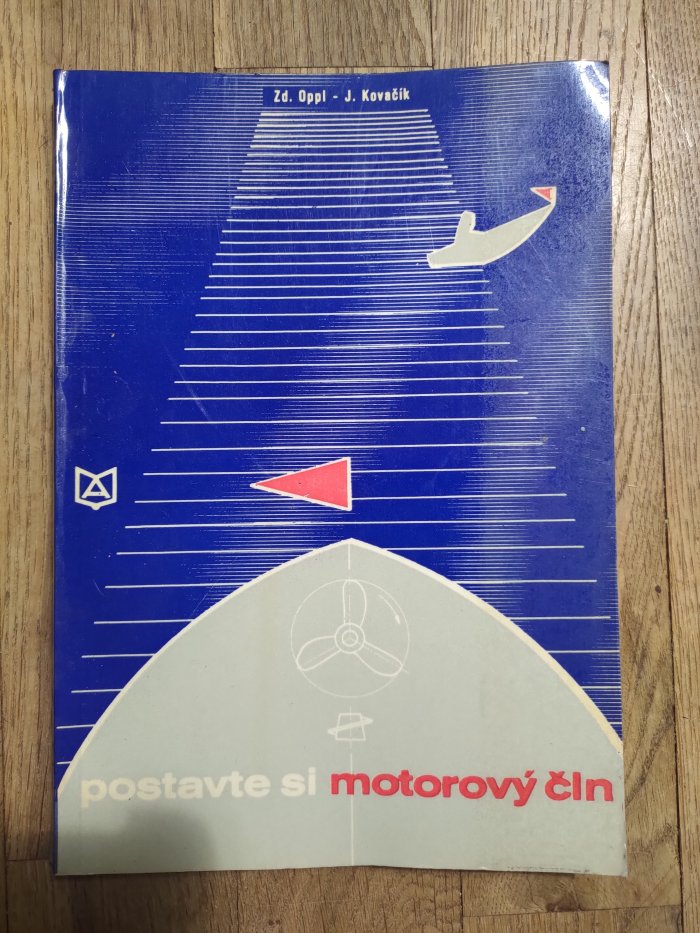 Zd. Oppl - J. Kovačík
A
postavte si motorový čln